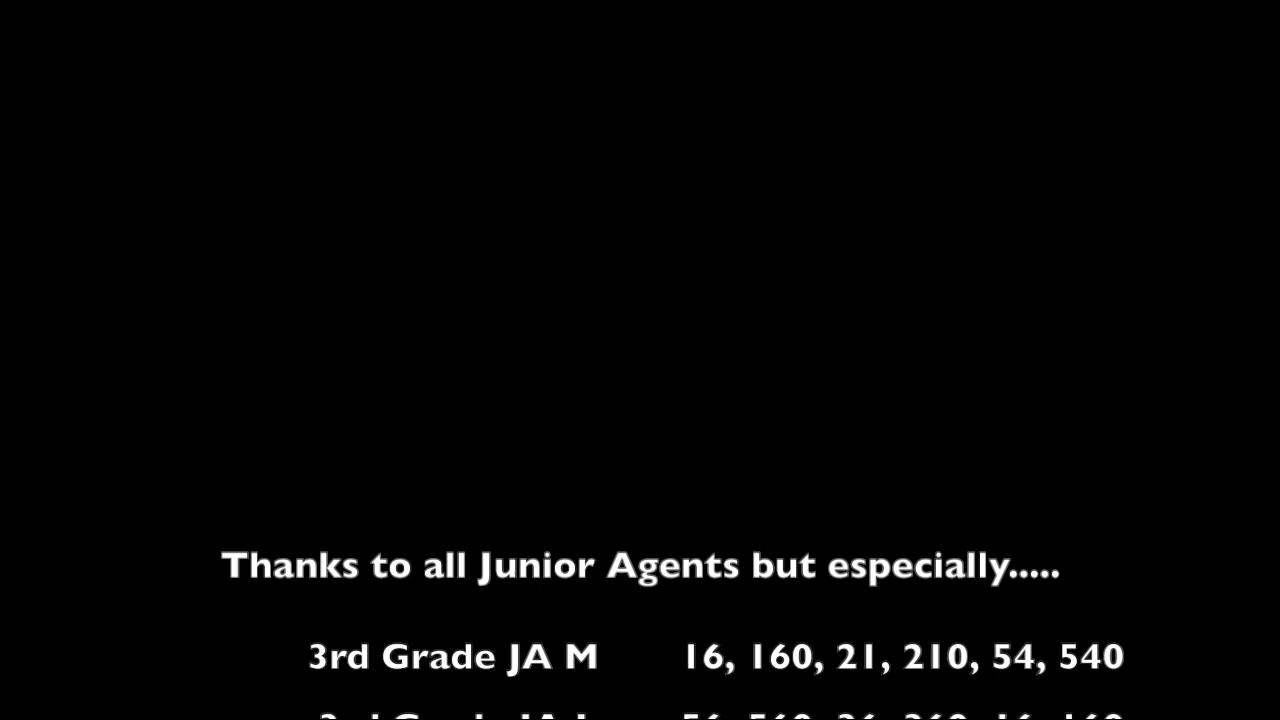 Thanks to all Junior Agents but especially.....
3rd Grade JA M 16, 160, 21, 210, 54, 540